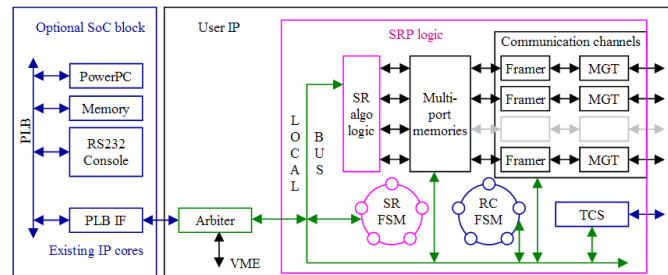 Optional SoC block
User IP
SRP logic
Communication channels
PLB
PowerPC
Memory
RS232
Console
PLB IF
Existing IP cores
Arbiter
VME
LOCAL
BUS
SR
algo
logic
Multi-
port
memories
Framer
MGT
Framer
MGT
Framer
MGT
SR
FSM
RC
FSM
TCS